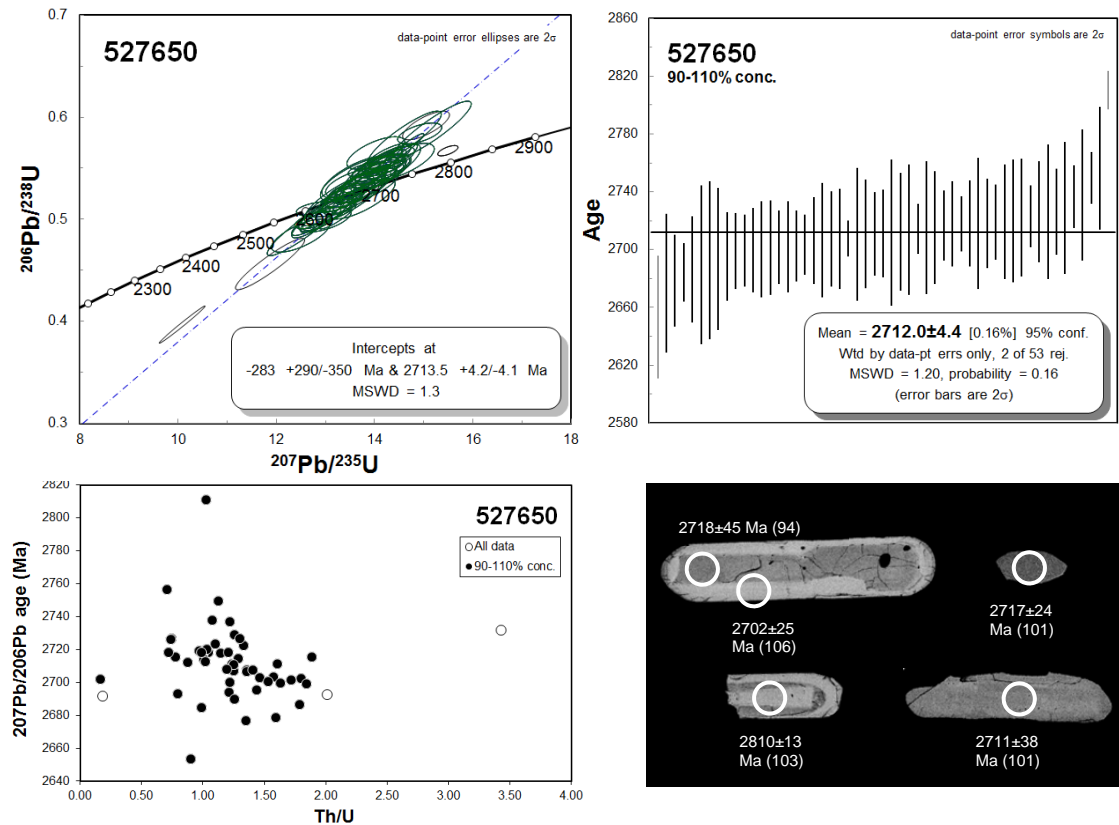 527650
data-point error ellipses are 2σ
0.7
0.6
0.5
0.4
0.3
206Pb/238U
2300
2400
2500
2600
2700
2800
2900
Intercepts at
-283 +290/-350 Ma & 2713.5 +4.2/-4.1 Ma
MSWD = 1.3
8
10
12
14
16
18
207Pb/235U
data-point error symbols are 2σ
527650
90-110% conc.
2860
2820
2780
2740
2700
2660
2620
2580
Age
Mean = 2712.0±4.4 [0.16%] 95% conf.
Wtd by data-pt errs only, 2 of 53 rej.
MSWD = 1.20, probability = 0.16
(error bars are 2σ)
2820
2800
2780
2760
2740
2720
2700
2680
2660
2640
207Pb/206Pb age (Ma)
527650
All data
90-110% conc.
0.00
0.50
1.00
1.50
2.00
2.50
3.00
3.50
4.00
Th/U
2718±45 Ma (94)
2702±25
Ma (106)
2717±24
Ma (101)
2810±13
Ma (103)
2711±38
Ma (101)